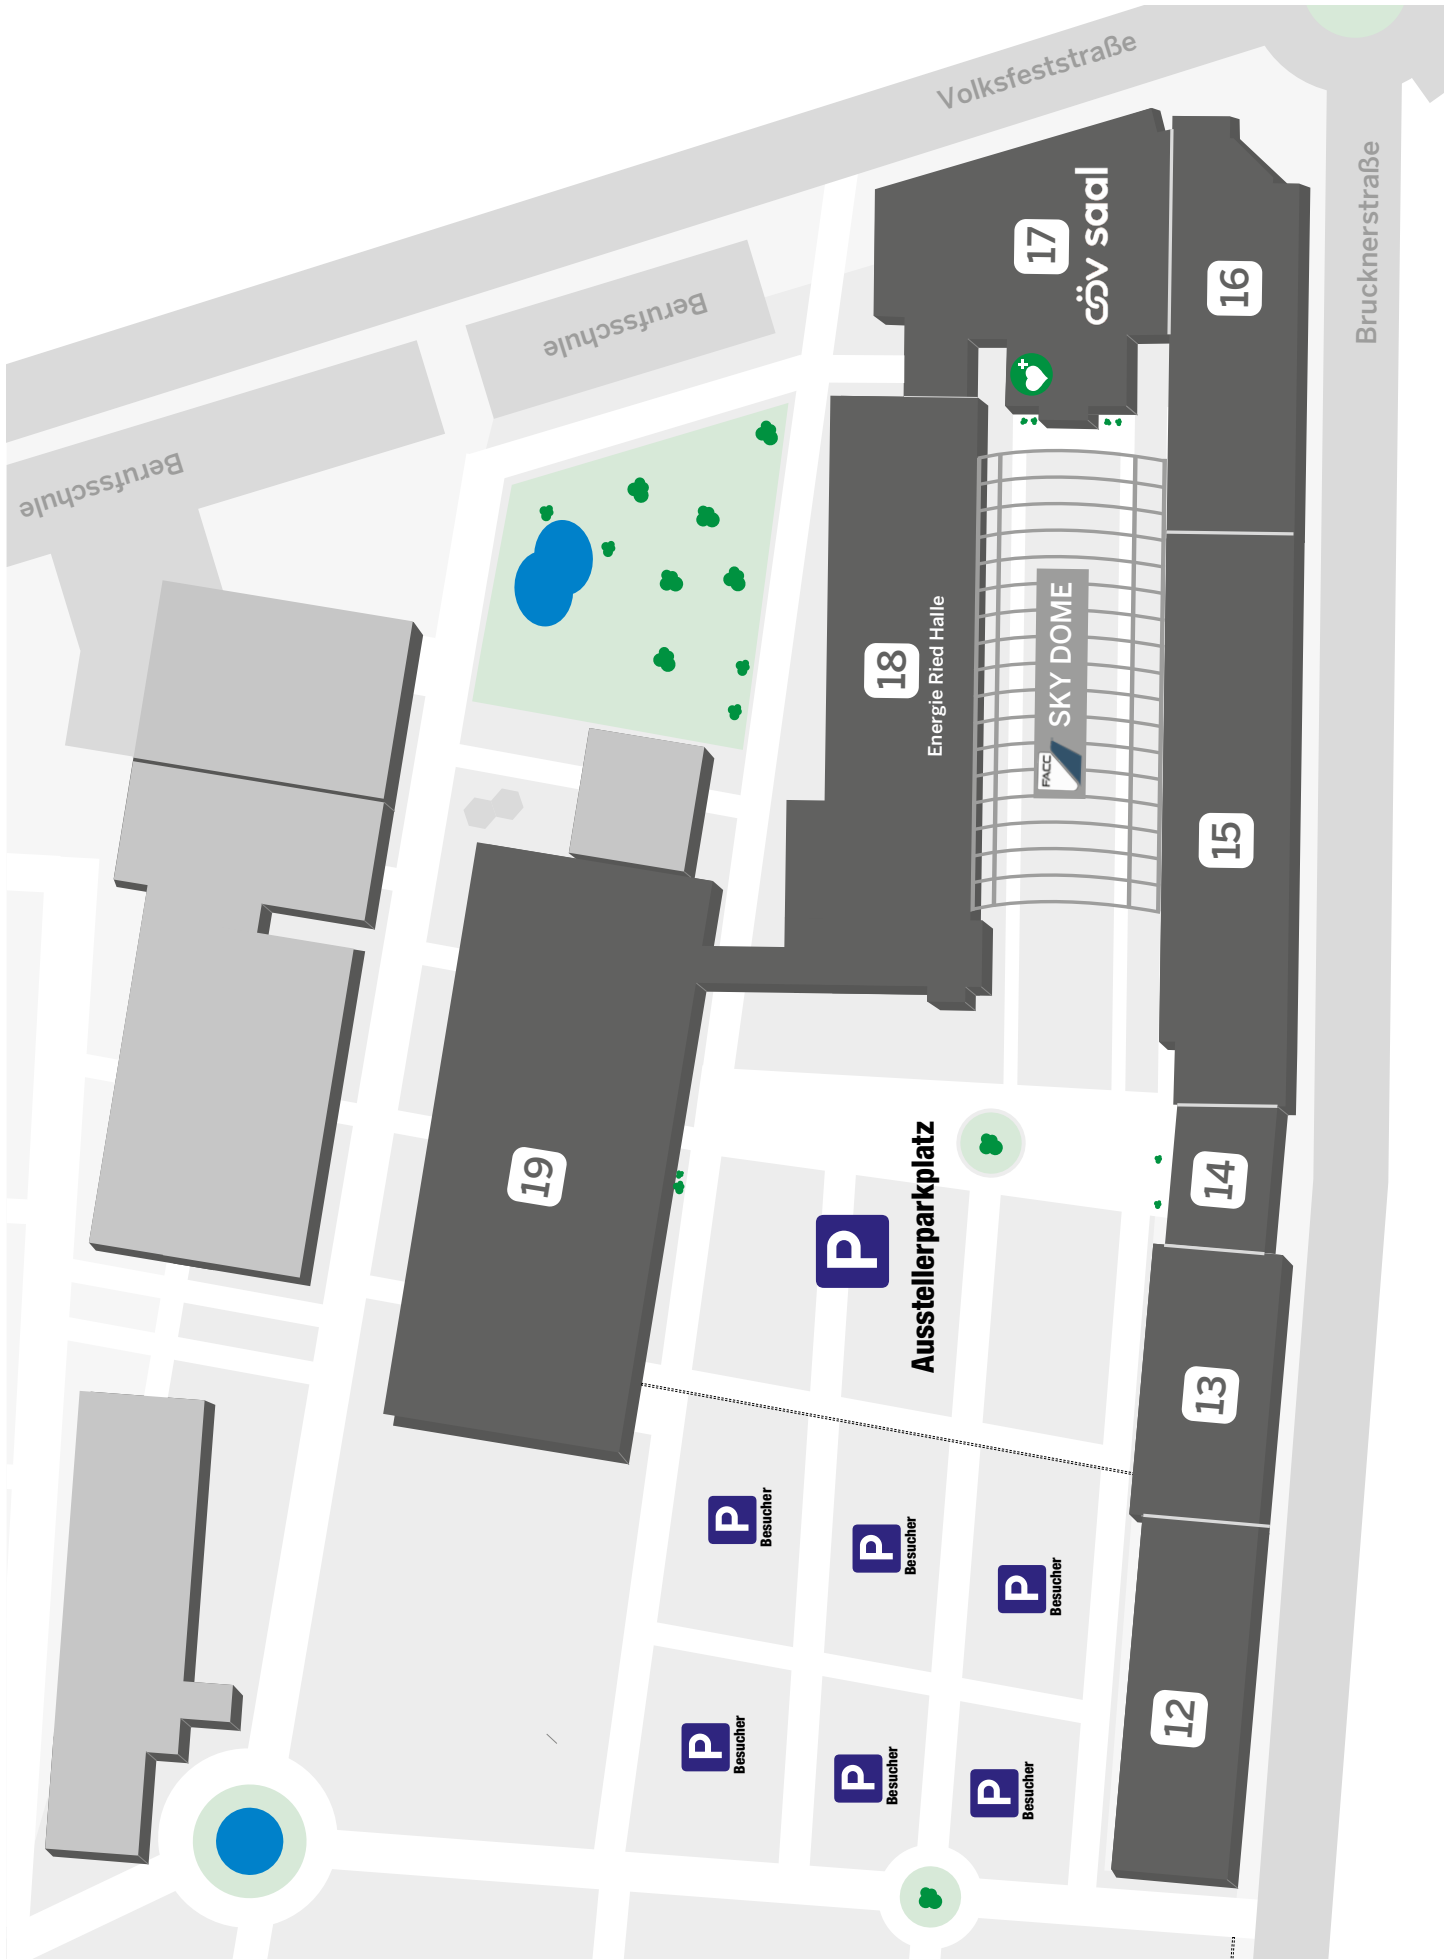 Volksfeststraße
Brucknerstraße
Berufsschule
Berufsschule
17
GÖV saal
16
18
Energie Ried Halle
SKY DOME
FACC
15
19
14
P
Ausstellerparkplatz
13
P
Besucher
P
Besucher
P
Besucher
12
P
Besucher
P
Besucher
P
Besucher